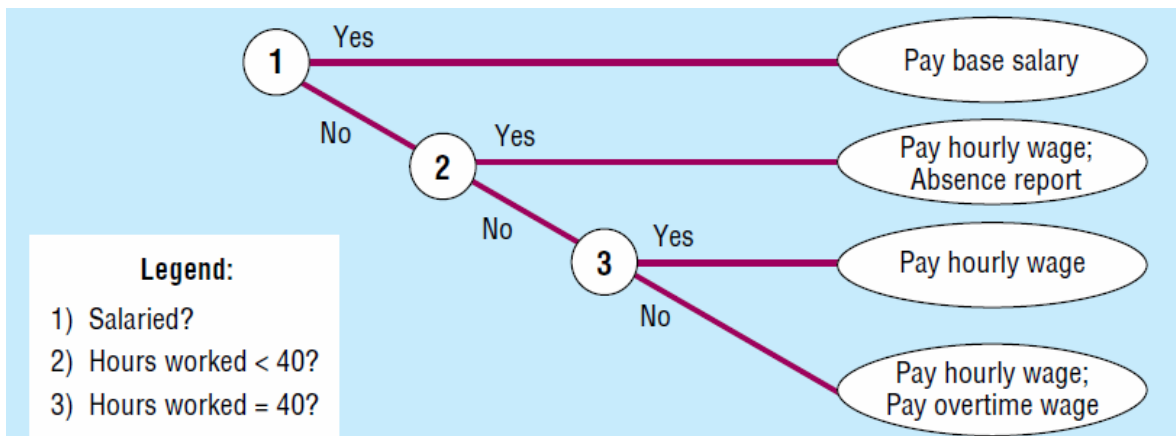 1
Yes
Pay base salary
No
2
Yes
Pay hourly wage;
Absence report
No
3
Yes
Pay hourly wage
No
Pay hourly wage;
Pay overtime wage
Legend:
1) Salaried?
2) Hours worked < 40?
3) Hours worked = 40?